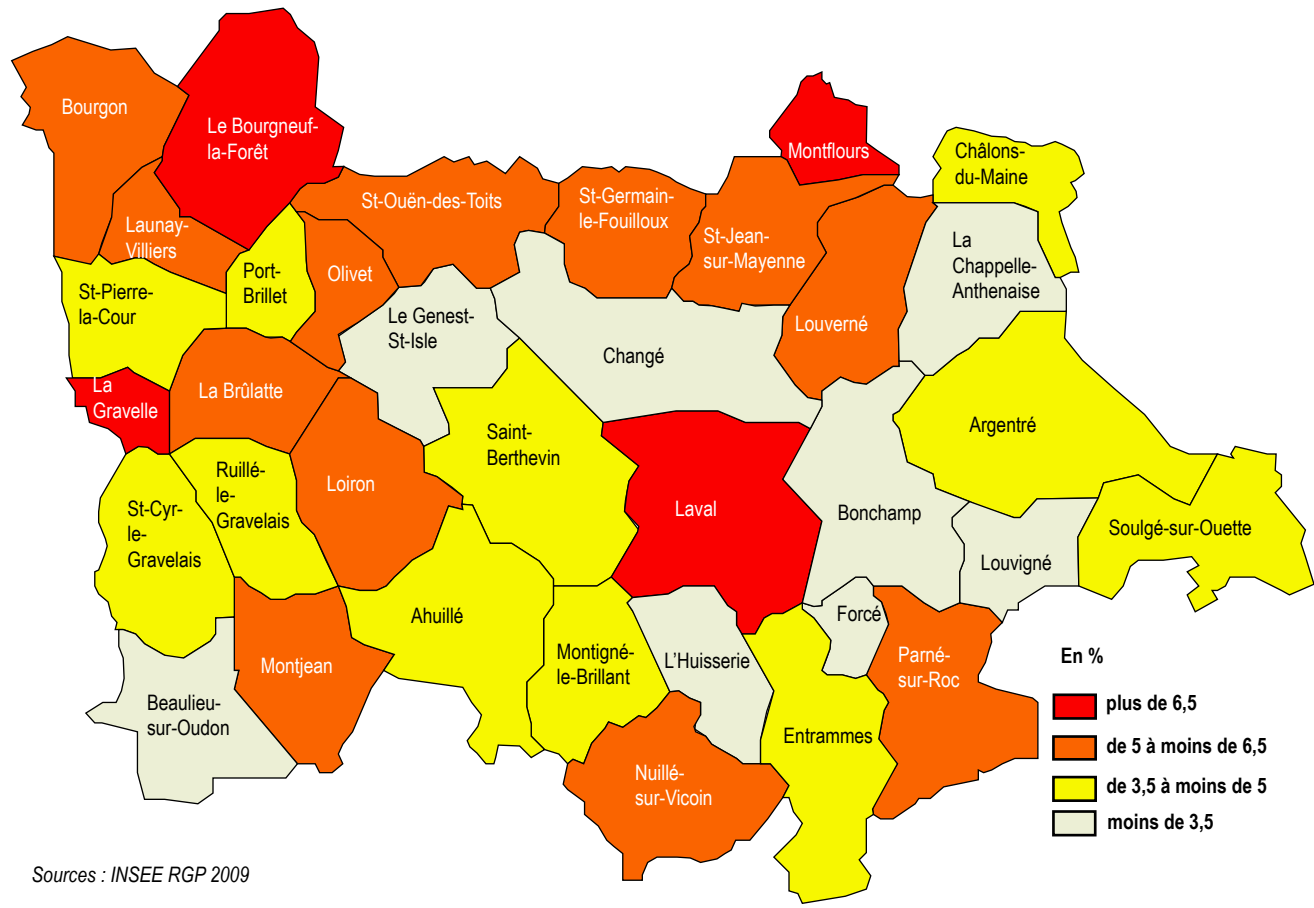 Bourgon
Le Bourgneuf-
la-Forêt
Montflours
Châlons-
du-Maine
St-Ouën-des-Toits
St-Germain-
le-Fouilloux
Launay-
Villiers
St-Jean-
sur-Mayenne
La
Chappelle-
Anthenaise
Port-
Brillet
Olivet
St-Pierre-
la-Cour
Le Genest-
St-Isle
Louverné
Changé
La
Gravelle
La Brûlatte
Argentré
Saint-
Berthevin
Ruillé-
le-
Gravelais
Loiron
St-Cyr-
le-
Gravelais
Laval
Bonchamp
Soulgé-sur-Ouette
Louvigné
Ahuillé
Forcé
Montigné-
le-Brillant
L'Huisserie
Parné-
sur-Roc
Montjean
Beaulieu-
sur-Oudon
Entrammes
Nuillé-
sur-Vicoin
En %
plus de 6,5
de 5 à moins de 6,5
de 3,5 à moins de 5
moins de 3,5
Sources : INSEE RGP 2009